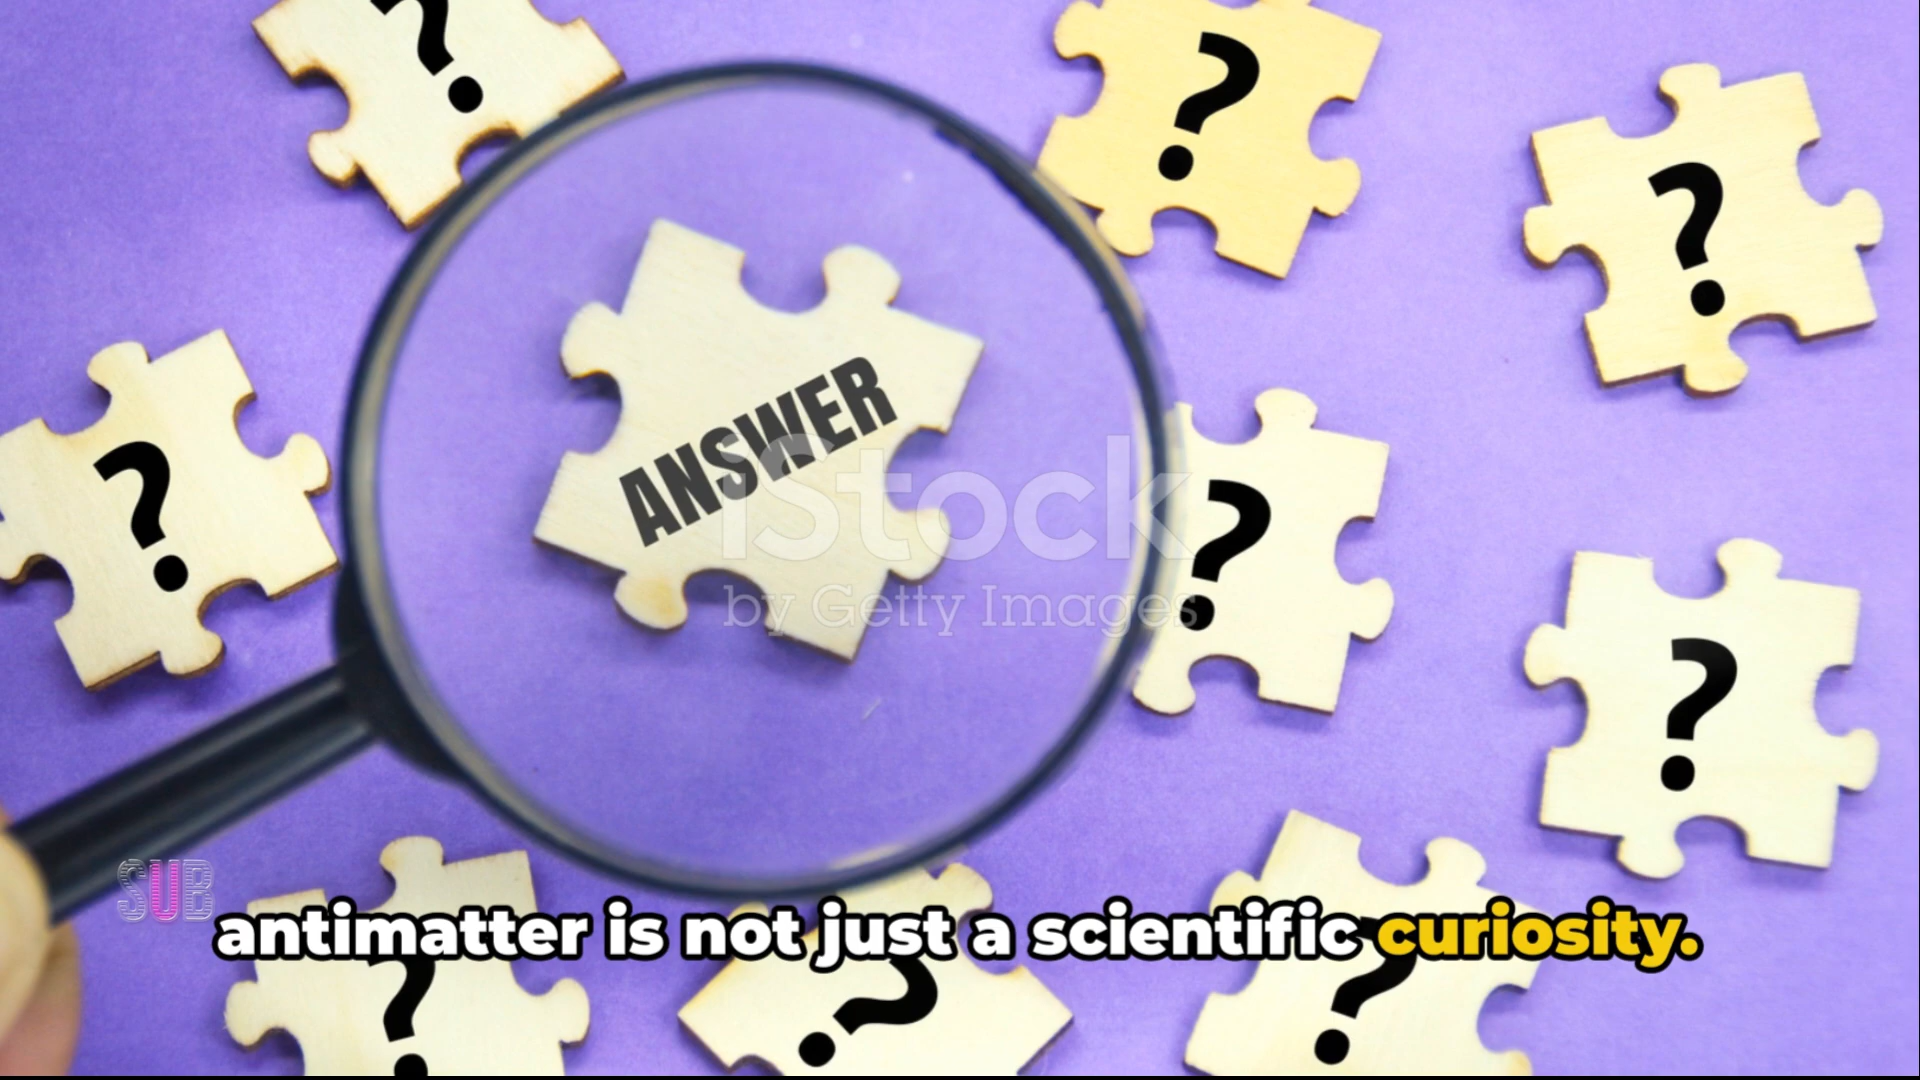 ?
?
?
?
ANSWER
?
iStock
by Getty Images
?
SUB
antimatter is not just a scientific curiosity.
?
?
?